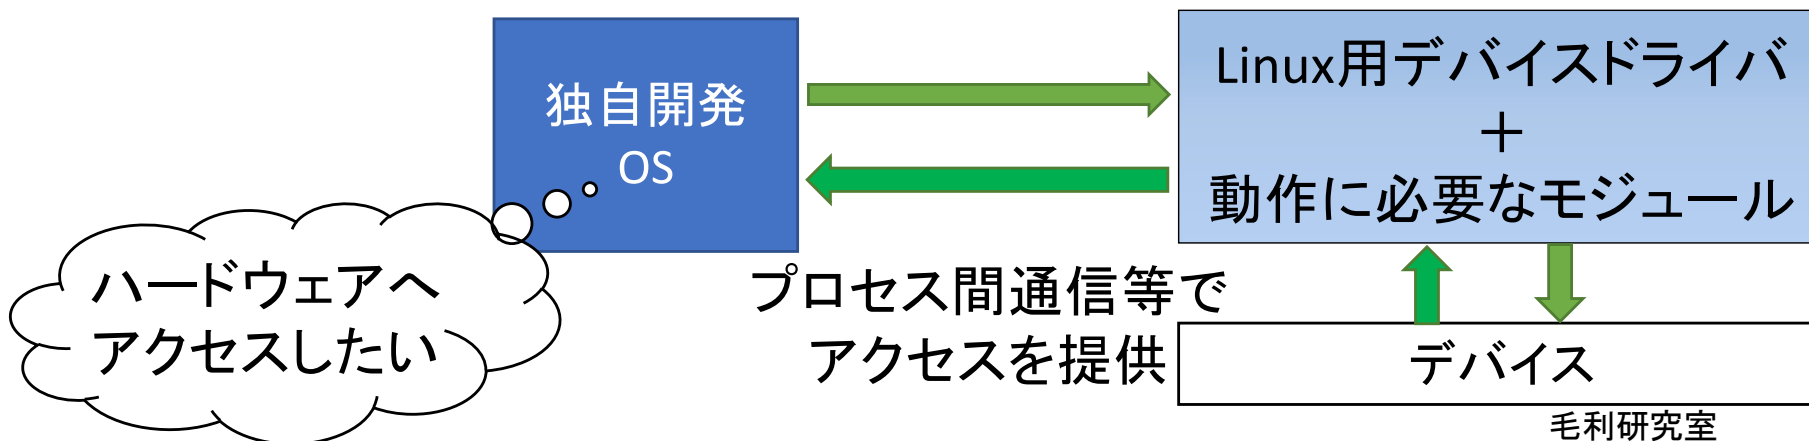 独自開発
OS
Linux用デバイスドライバ
＋
動作に必要なモジュール
ハードウェアへ
アクセスしたい
プロセス間通信等で
アクセスを提供
デバイス
毛利研究室